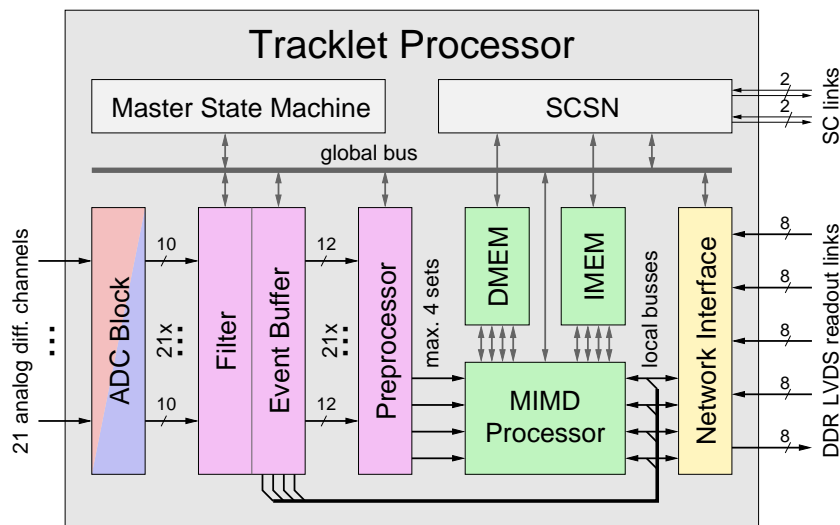 Tracklet Processor
Master State Machine
SCSN
2
2
SC links
global bus
21 analog diff. channels
...
ADC Block
10
21x
...
10
Filter
Event Buffer
12
21x
...
12
Preprocessor
max. 4 sets
DMEM
IMEM
MIMD
Processor
local busses
Network Interface
8
8
8
8
8
DDR LVDS readout links